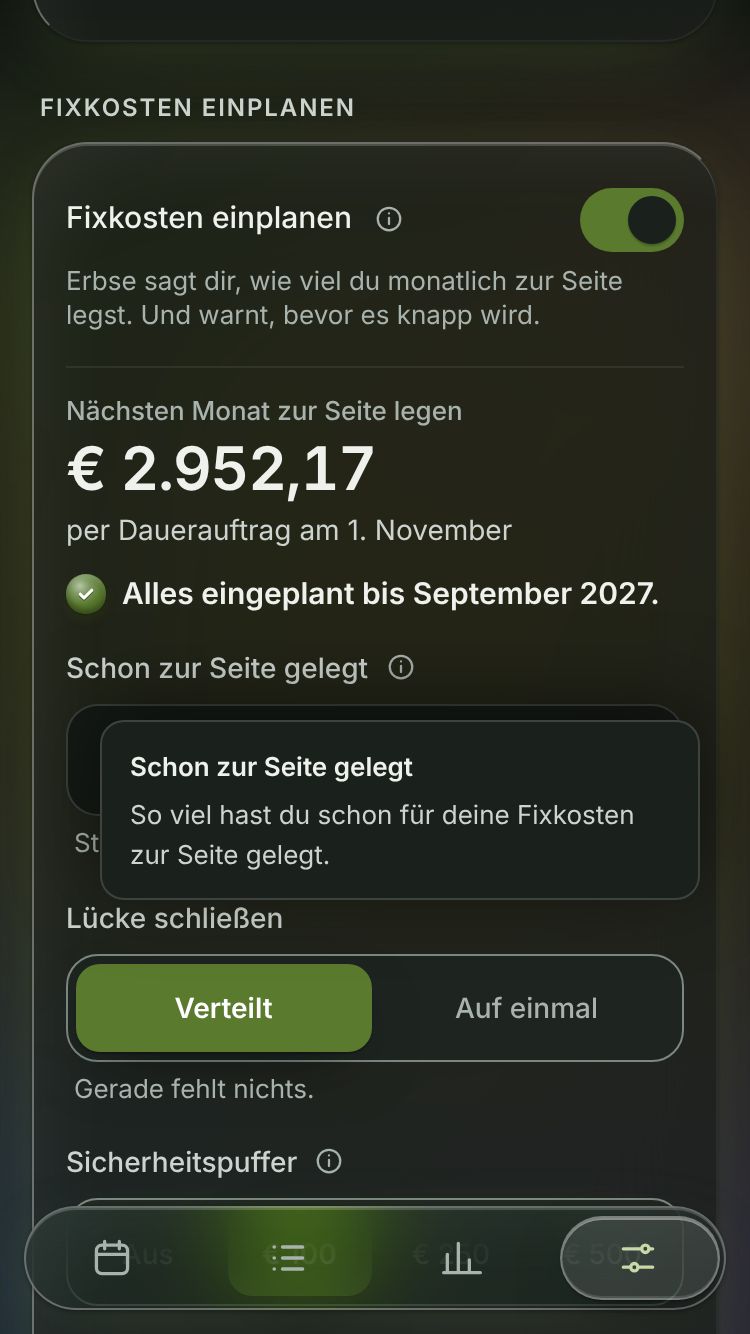 FIXKOSTEN EINPLANEN
Fixkosten einplanen
Erbse sagt dir, wie viel du monatlich zur Seite
legst. Und warnt, bevor es knapp wird.
Nächsten Monat zur Seite legen
€ 2.952,17
per Dauerauftrag am 1. November
Alles eingeplant bis September 2027.
Schon zur Seite gelegt
Schon zur Seite gelegt
So viel hast du schon für deine Fixkosten
zur Seite gelegt.
St
Lücke schließen
Verteilt Auf einmal
Gerade fehlt nichts.
Sicherheitspuffer
Aus € 500